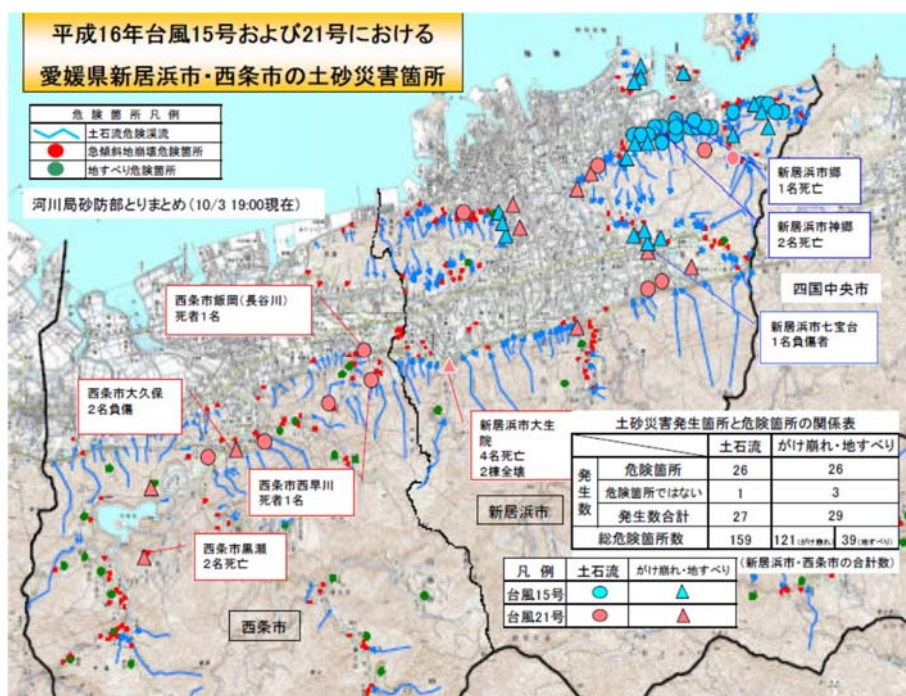 平成16年台風15号および21号における
愛媛県新居浜市・西条市の土砂災害箇所
危険箇所凡例
土石流危険渓流
急傾斜地崩壊危険箇所
地すべり危険箇所
河川局砂防部とりまとめ（10/3 19:00現在）
新居浜市郷
1名死亡
新居浜市神郷
2名死亡
四国中央市
新居浜市七宝台
1名負傷者
西条市飯岡（長谷川）
死者1名
西条市大久保
2名負傷
新居浜市大生
院
4名死亡
2棟全壊
西条市西早川
死者1名
新居浜市
西条市黒瀬
2名死亡
西条市
土砂災害発生箇所と危険箇所の関係表
土石流 がけ崩れ・地すべり
発生数
危険箇所 26 26
危険箇所ではない 1 3
発生数合計 27 29
総危険箇所数 159 121（がけ崩れ） 39（地すべり）
（新居浜市・西条市の合計数）
凡例 土石流 がけ崩れ・地すべり
台風15号
台風21号